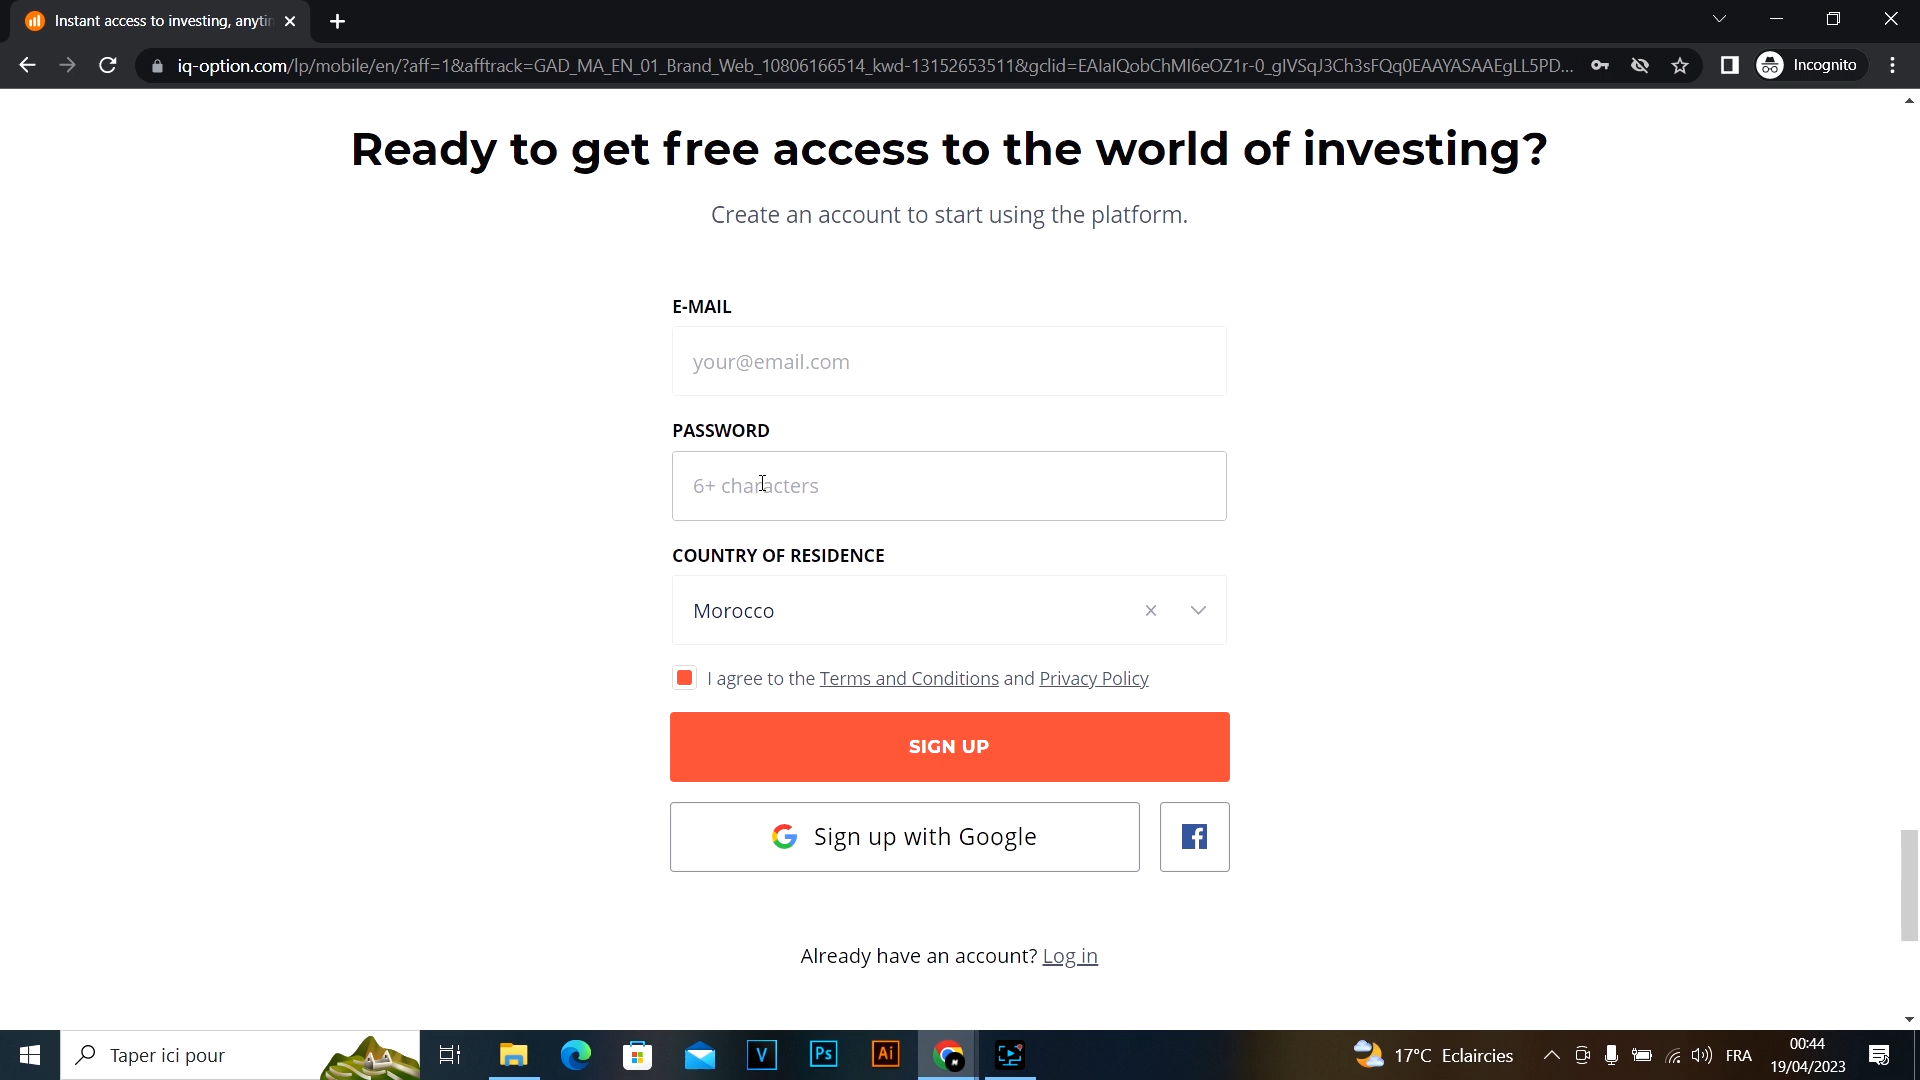 Instant access to investing, anytin
iq-option.com/lp/mobile/en/?aff=1&afftrack=GAD_MA_EN_01_Brand_Web_10806166514_kwd-13152653511&gclid=EAIaIQobChMI6eOZ1r-0_gIVSqJ3Ch3sFQq0EAAYASAAEgLL5PD...
Incognito
Ready to get free access to the world of investing?
Create an account to start using the platform.
E-MAIL
your@email.com
PASSWORD
6+ characters
COUNTRY OF RESIDENCE
Morocco
I agree to the Terms and Conditions and Privacy Policy
SIGN UP
Sign up with Google
Already have an account? Log in
Taper ici pour
V
Ps
Ai
N
17°C Eclaircies
FRA
00:44
19/04/2023